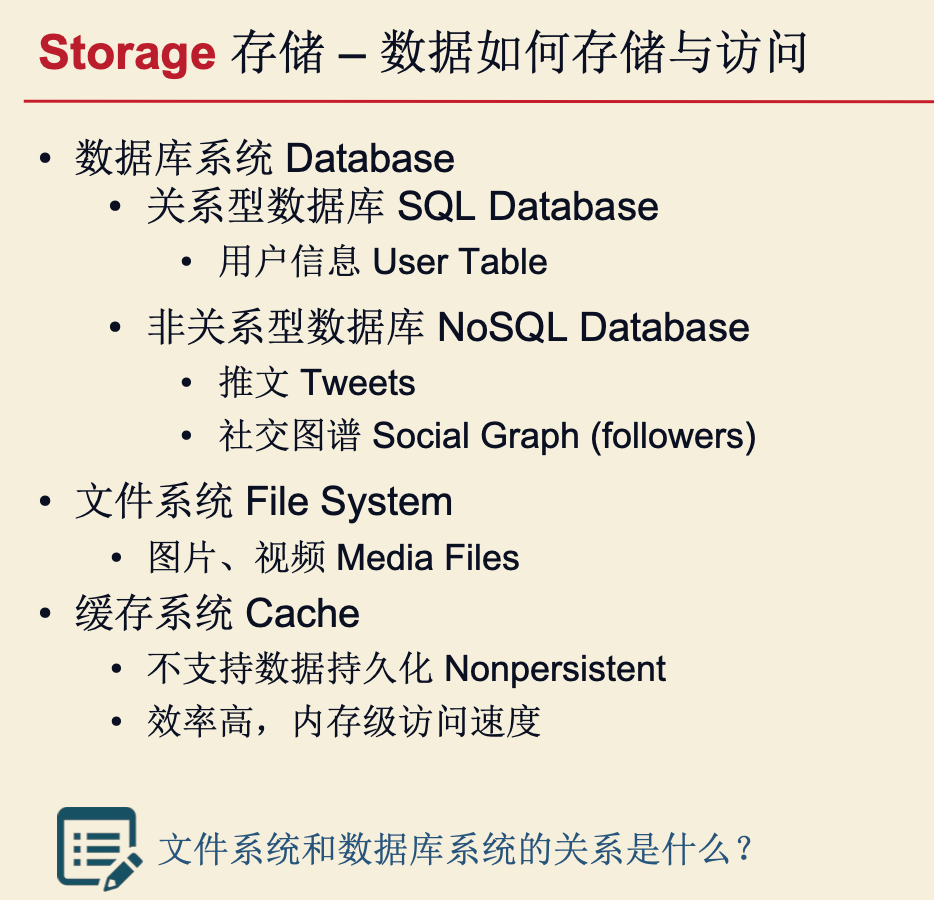 Storage 存储 – 数据如何存储与访问
• 数据库系统 Database
• 关系型数据库 SQL Database
• 用户信息 User Table
• 非关系型数据库 NoSQL Database
• 推文 Tweets
• 社交图谱 Social Graph (followers)
• 文件系统 File System
• 图片、视频 Media Files
• 缓存系统 Cache
• 不支持数据持久化 Nonpersistent
• 效率高，内存级访问速度
文件系统和数据库系统的关系是什么？